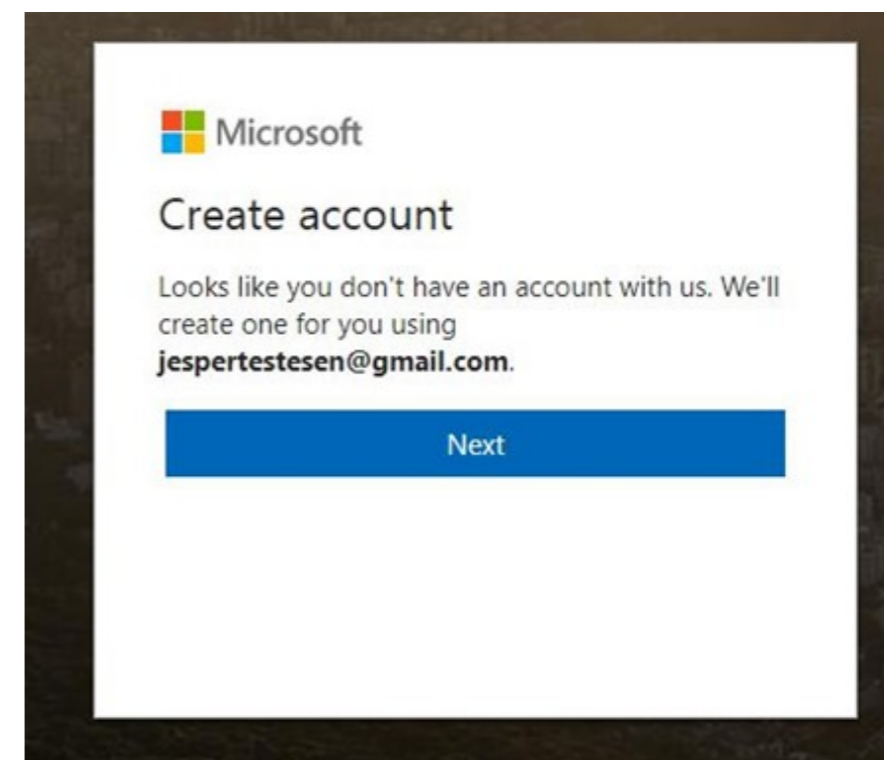 Microsoft
Create account
Looks like you don't have an account with us. We'll
create one for you using
jespertestesen@gmail.com.
Next